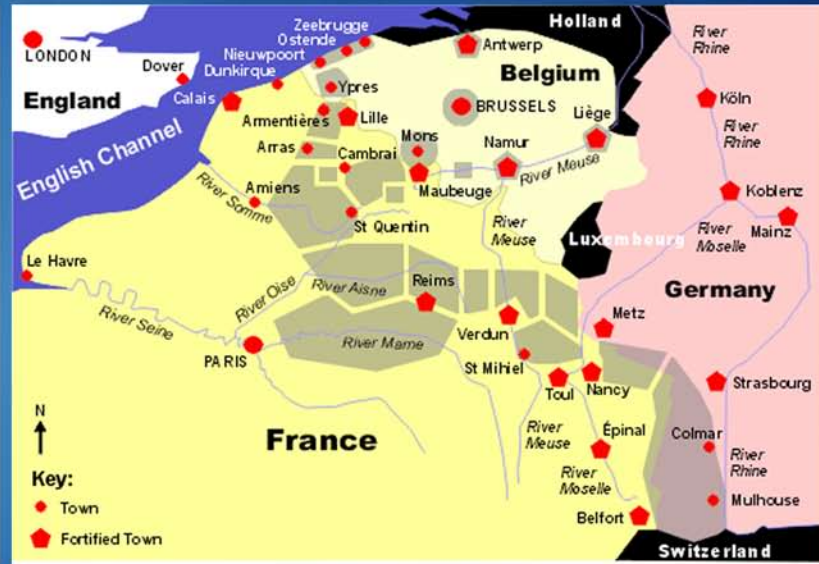 Holland
Zeebrugge
Ostende
Nieuwpoort
Dunkirque
LONDON
Dover
England
Calais
English Channel
Antwerp
Belgium
Ypres
BRUSSELS
Armentières
Lille
Mons
Liège
Namur
River Meuse
Arras
Cambrai
Maubeuge
Amiens
River Somme
St Quentin
River
Meuse
Luxembourg
River
Rhine
Köln
River
Rhine
Koblenz
Mainz
River
Moselle
Germany
Le Havre
River Seine
River Oise
River Aisne
Reims
Verdun
Metz
PARIS
River Marne
St Mihiel
Toul
Nancy
Strasbourg
France
River
Meuse
Épinal
River
Moselle
Colmar
River
Rhine
Mulhouse
Belfort
Switzerland
N
Key:
Town
Fortified Town